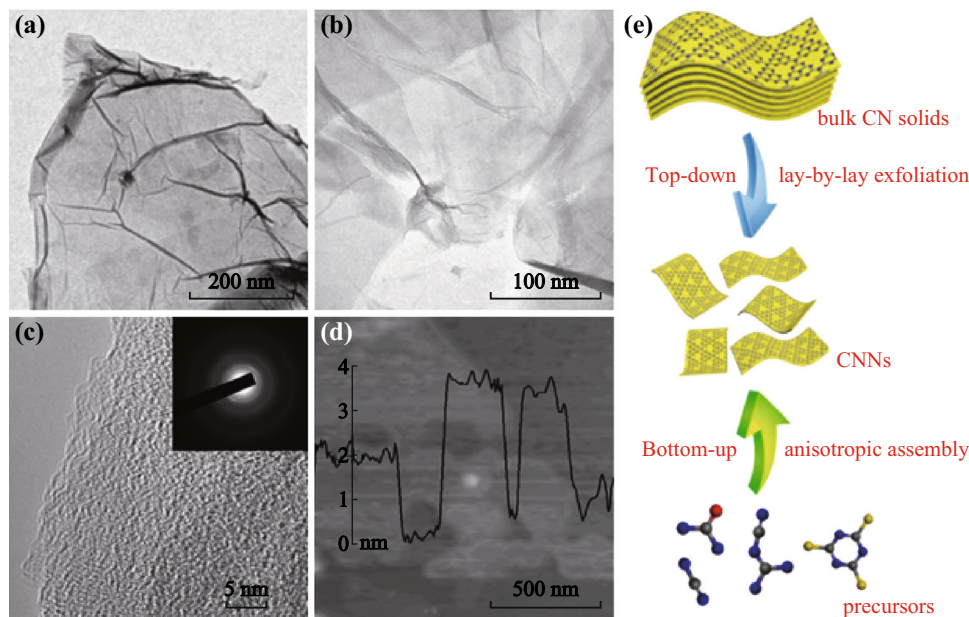 (a)
200 nm
(b)
100 nm
(c)
5 nm
(d)
4
3
2
1
0 nm
500 nm
(e)
bulk CN solids
Top-down lay-by-lay exfoliation
CNNs
Bottom-up anisotropic assembly
precursors